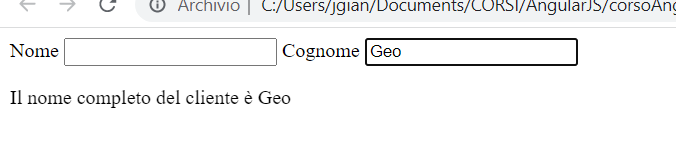 Archivio | C:/Users/jgian/Documents/CORSI/AngularJS/corsoAng
Nome Cognome Geo
Il nome completo del cliente è Geo